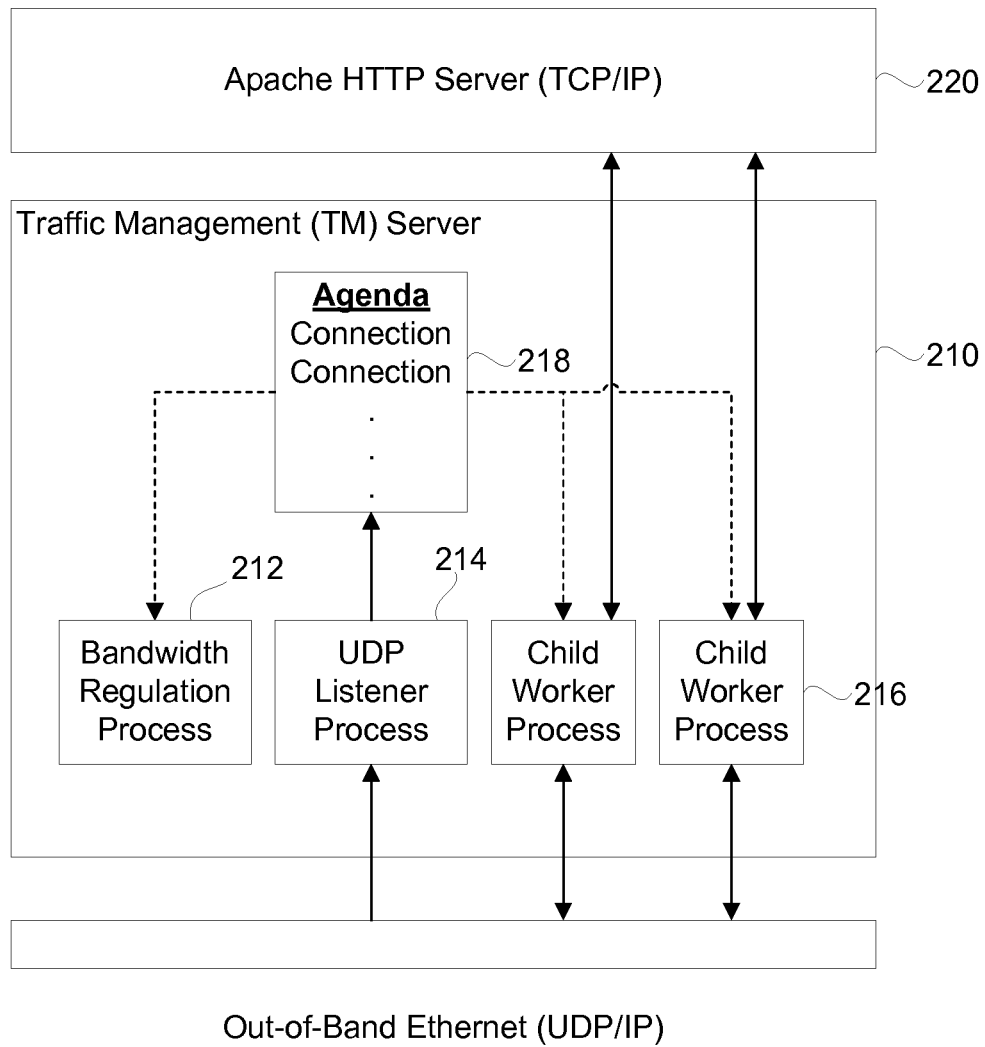 Apache HTTP Server (TCP/IP)
220
Traffic Management (TM) Server
Agenda
Connection
Connection
.
.
.
218
210
212
214
Bandwidth
Regulation
Process
UDP
Listener
Process
Child
Worker
Process
Child
Worker
Process
216
Out-of-Band Ethernet (UDP/IP)